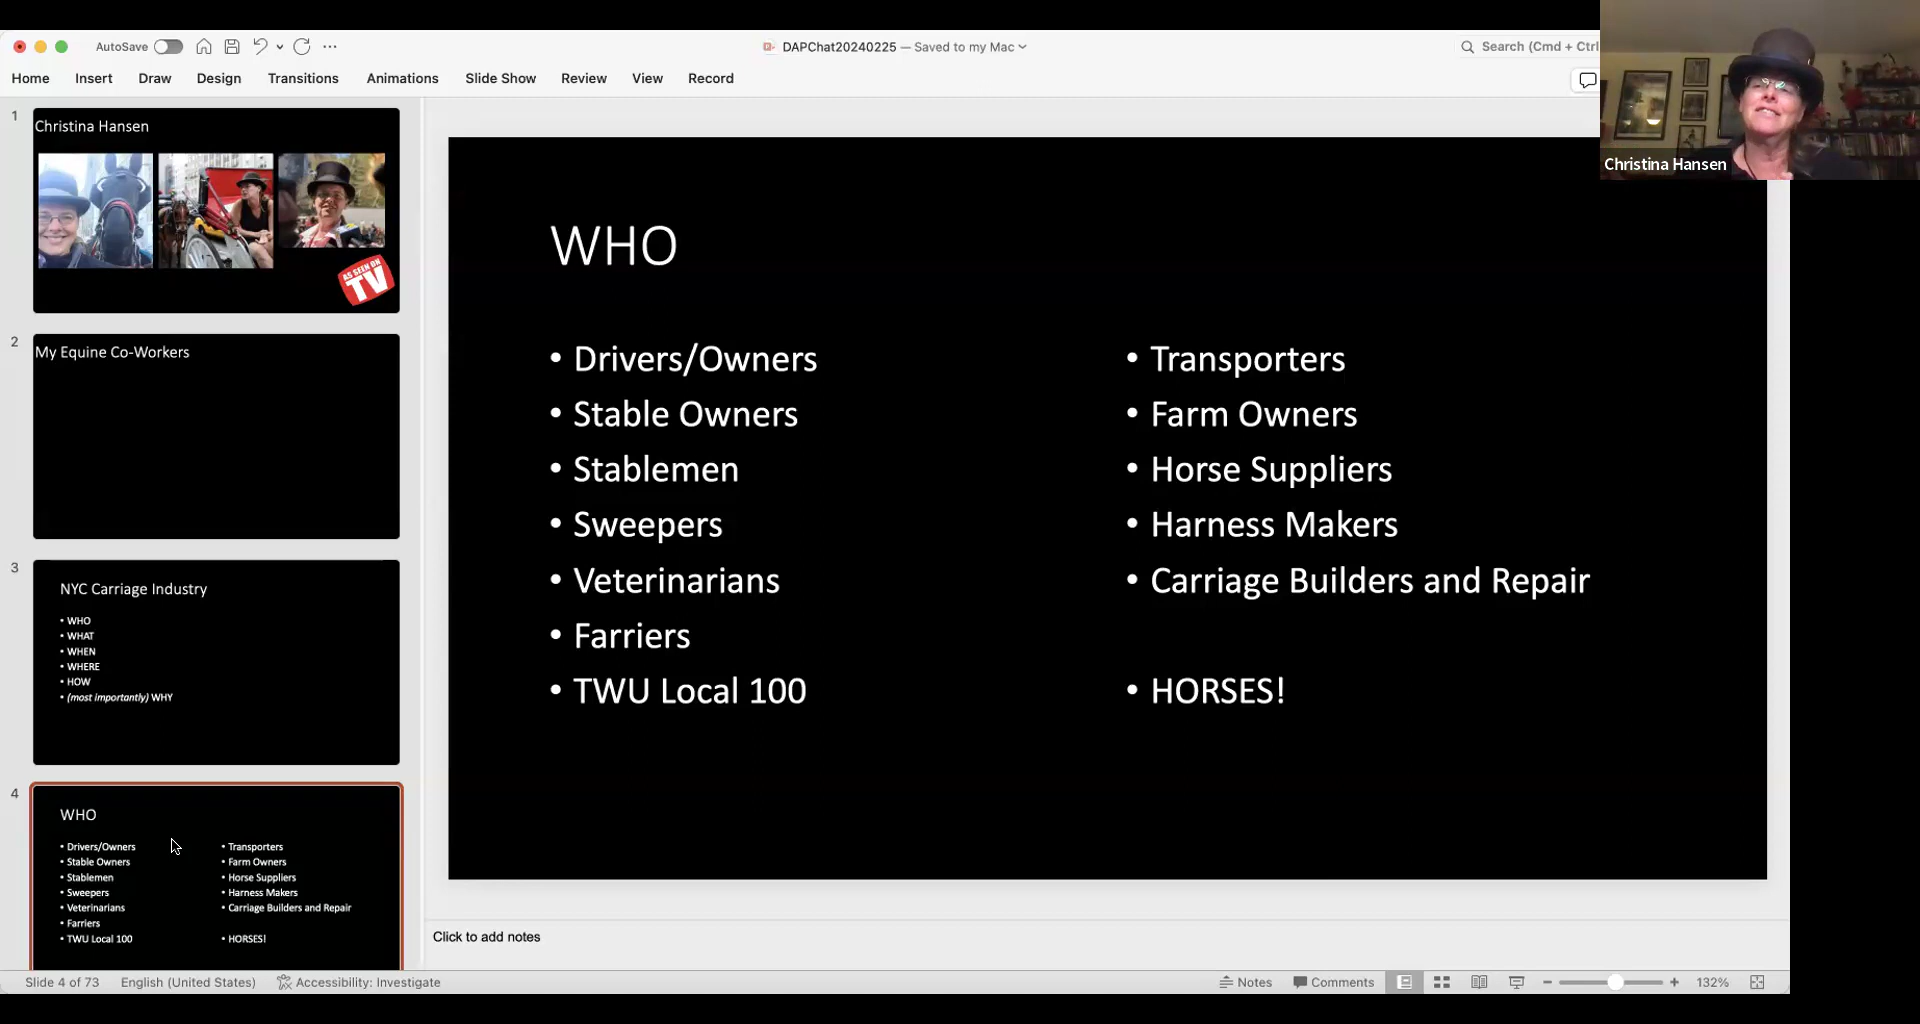 AutoSave
DAPChat20240225 — Saved to my Mac
Search (Cmd + Ctrl
Home Insert Draw Design Transitions Animations Slide Show Review View Record
1
Christina Hansen
AS SEEN ON
TV
2
My Equine Co-Workers
3
NYC Carriage Industry
• WHO
• WHAT
• WHEN
• WHERE
• HOW
• (most importantly) WHY
4
WHO
• Drivers/Owners
• Stable Owners
• Stablemen
• Sweepers
• Veterinarians
• Farriers
• TWU Local 100
• Transporters
• Farm Owners
• Horse Suppliers
• Harness Makers
• Carriage Builders and Repair
• HORSES!
WHO
• Drivers/Owners
• Stable Owners
• Stablemen
• Sweepers
• Veterinarians
• Farriers
• TWU Local 100
• Transporters
• Farm Owners
• Horse Suppliers
• Harness Makers
• Carriage Builders and Repair
• HORSES!
Christina Hansen
Click to add notes
Slide 4 of 73 English (United States) Accessibility: Investigate Notes Comments 132%